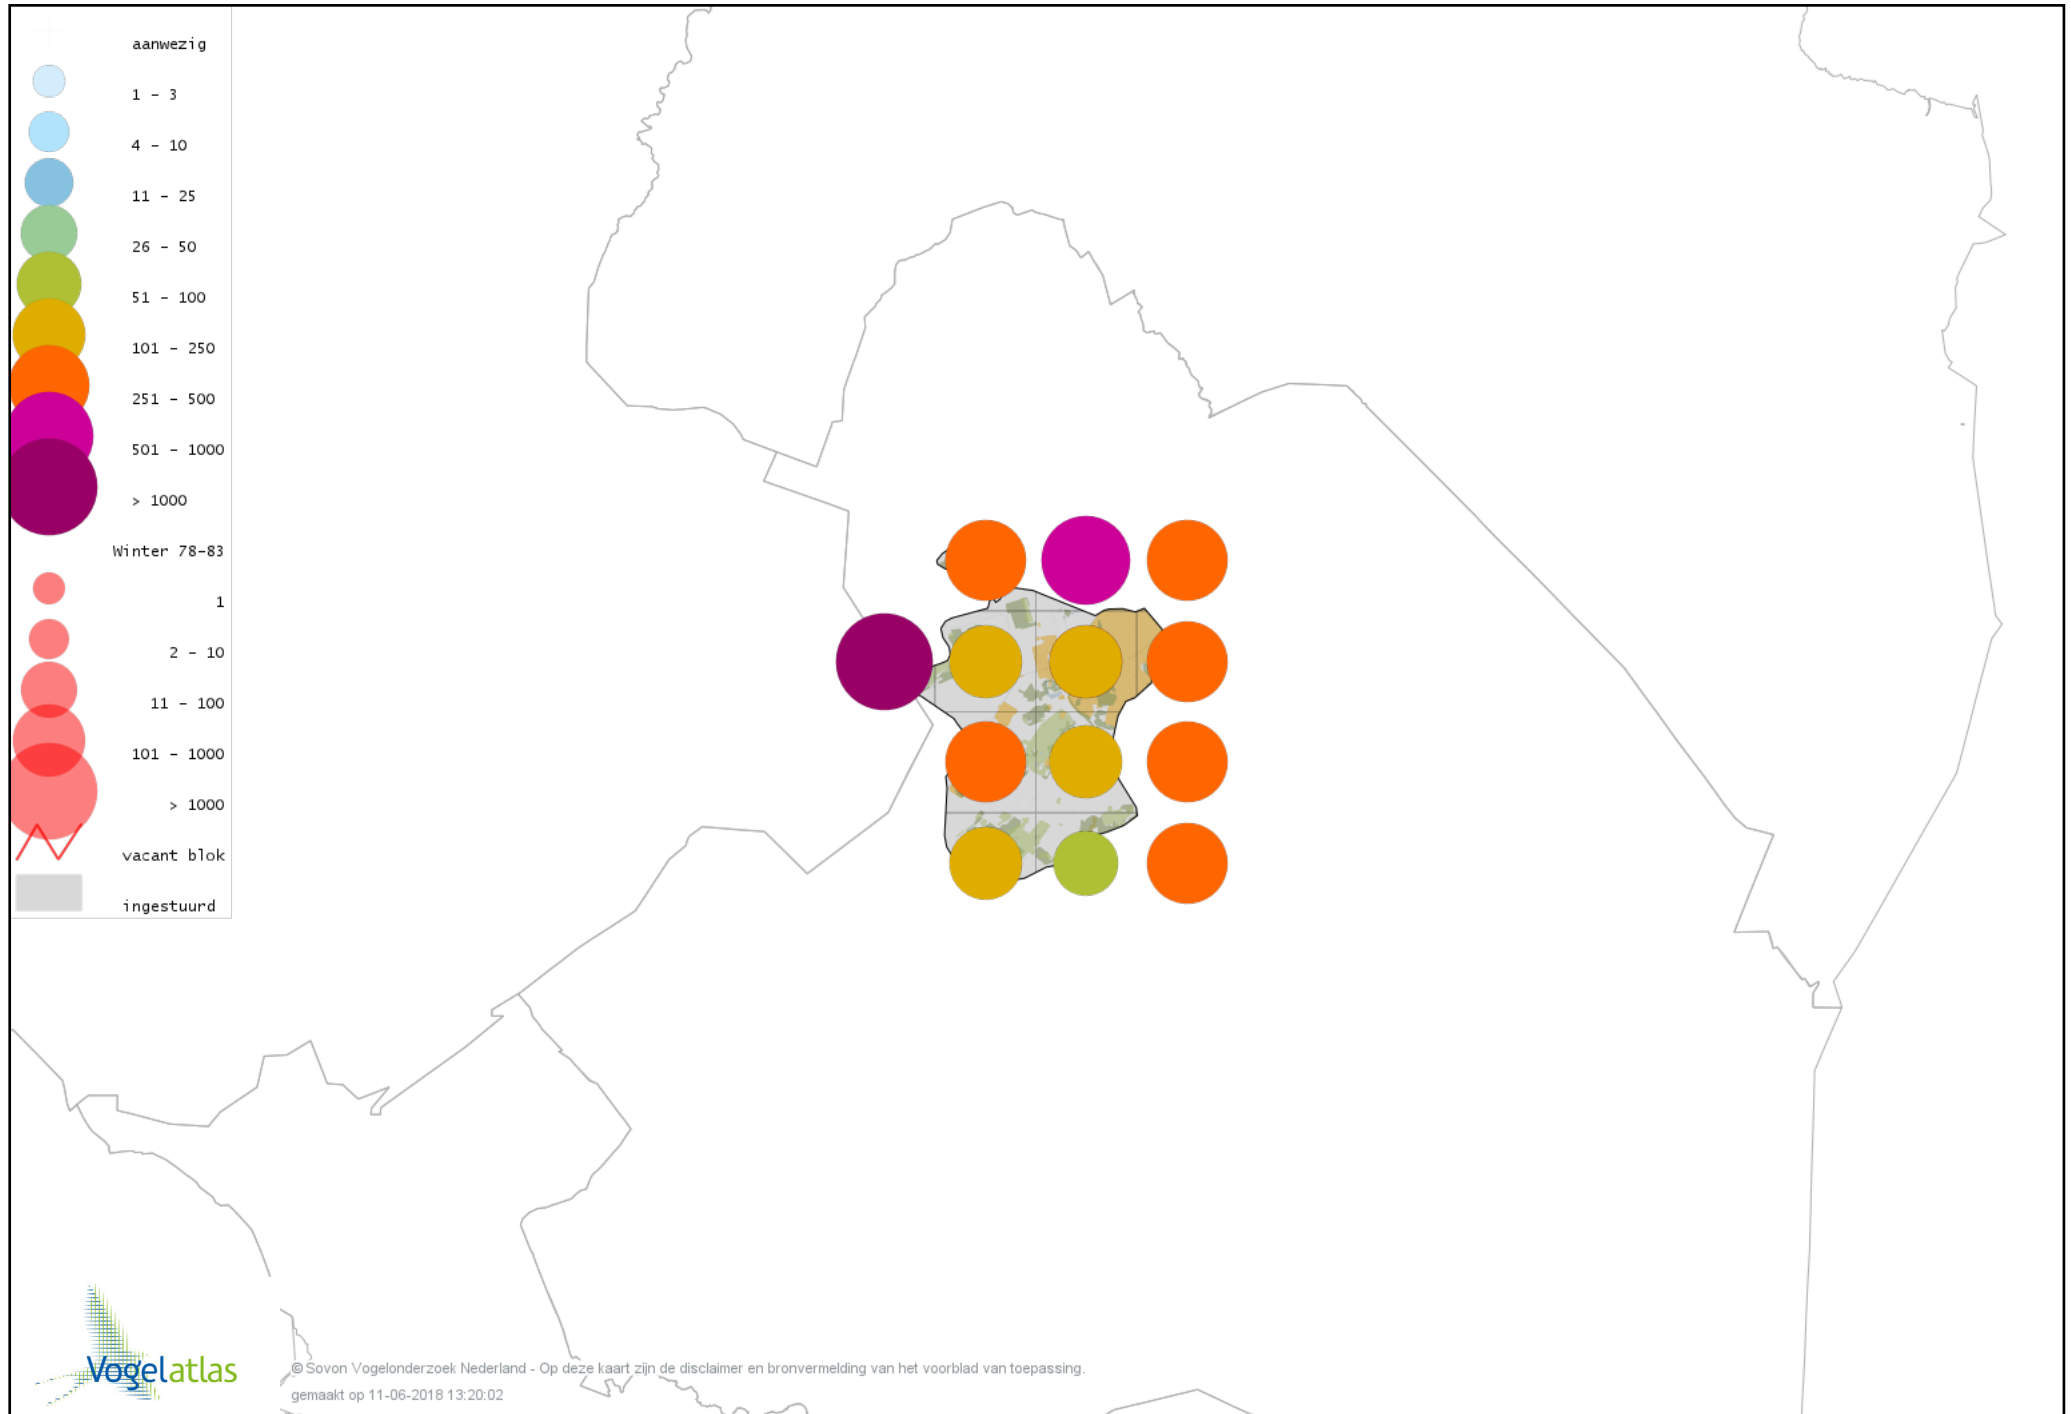 aanwezig
1 - 3
4 - 10
11 - 25
26 - 50
51 - 100
101 - 250
251 - 500
501 - 1000
> 1000
Winter 78-83
1
2 - 10
11 - 100
101 - 1000
> 1000
vacant blok
ingestuurd
Vogelatlas
© Sovon Vogelonderzoek Nederland - Op deze kaart zijn de disclaimer en bronvermelding van het voorblad van toepassing.
gemaakt op 11-06-2018 13:20:02